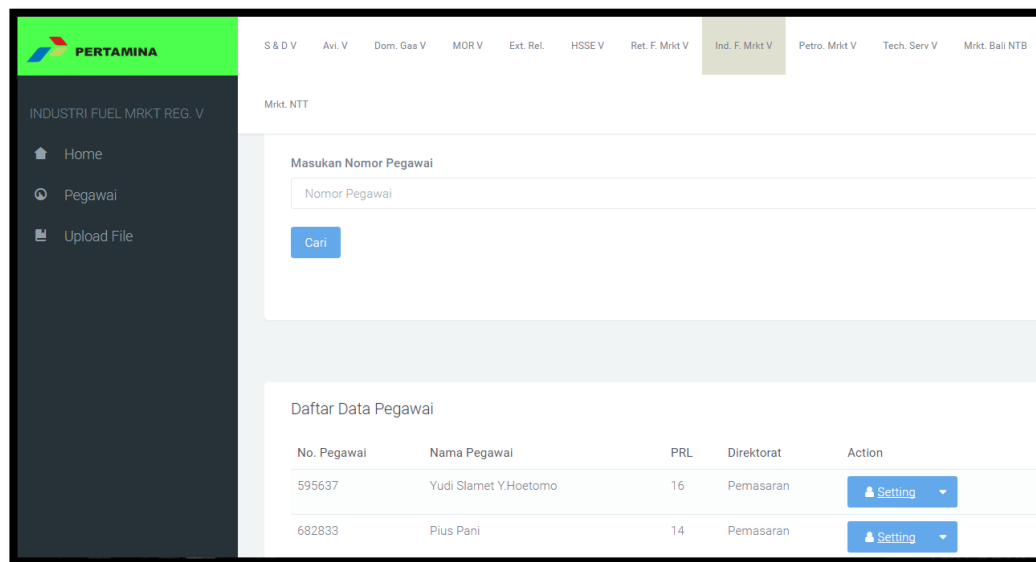 PERTAMINA
S & D V Avi. V Dom. Gas V MOR V Ext. Rel. HSSE V Ret. F. Mrkt V Ind. F. Mrkt V Petro. Mrkt V Tech. Serv V Mrkt. Bali NTB
Mrkt. NTT
INDUSTRI FUEL MRKT REG. V
Home
Pegawai
Upload File
Masukan Nomor Pegawai
Nomor Pegawai
Cari
Daftar Data Pegawai
No. Pegawai Nama Pegawai PRL Direktorat Action
595637 Yudi Slamet Y.Hoetomo 16 Pemasaran Setting
682833 Pius Pani 14 Pemasaran Setting